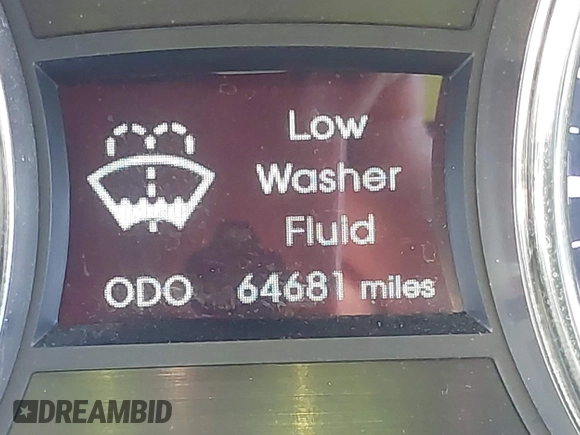 Low
Washer
Fluid
ODO 64681 miles
DREAMBID